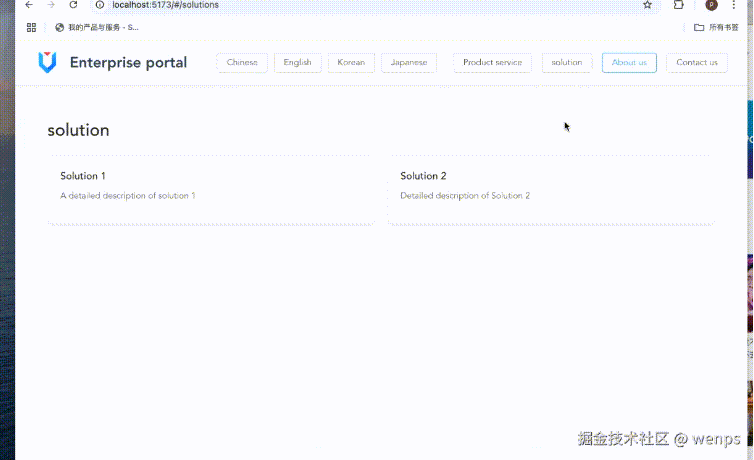 localhost:5173/#/solutions
我的产品与服务 - S...
所有书签
Enterprise portal
Chinese
English
Korean
Japanese
Product service
solution
About us
Contact us
solution
Solution 1
A detailed description of solution 1
Solution 2
Detailed description of Solution 2
掘金技术社区 @ wenps